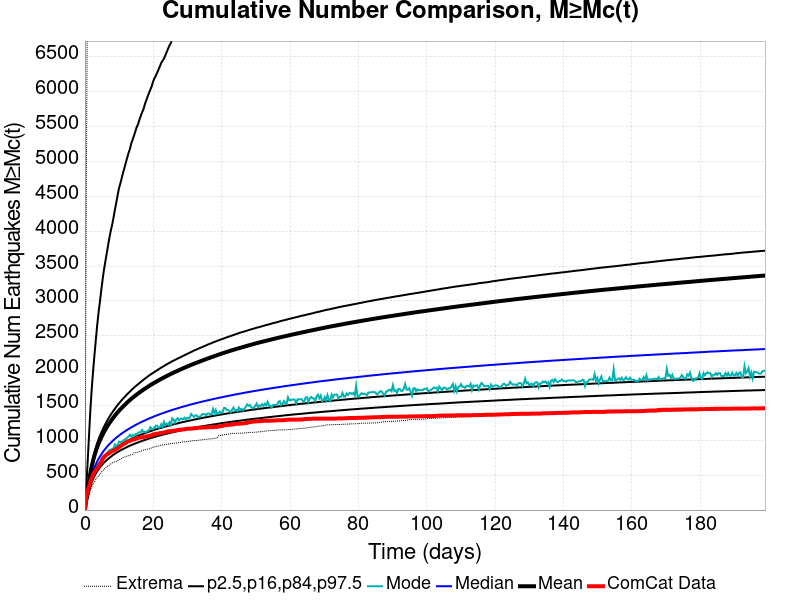 Cumulative Number Comparison, M≥Mc(t)
Cumulative Num Earthquakes M≥Mc(t)
6500
6000
5500
5000
4500
4000
3500
3000
2500
2000
1500
1000
500
0
0 20 40 60 80 100 120 140 160 180
Time (days)
Extrema p2.5,p16,p84,p97.5 Mode Median Mean ComCat Data